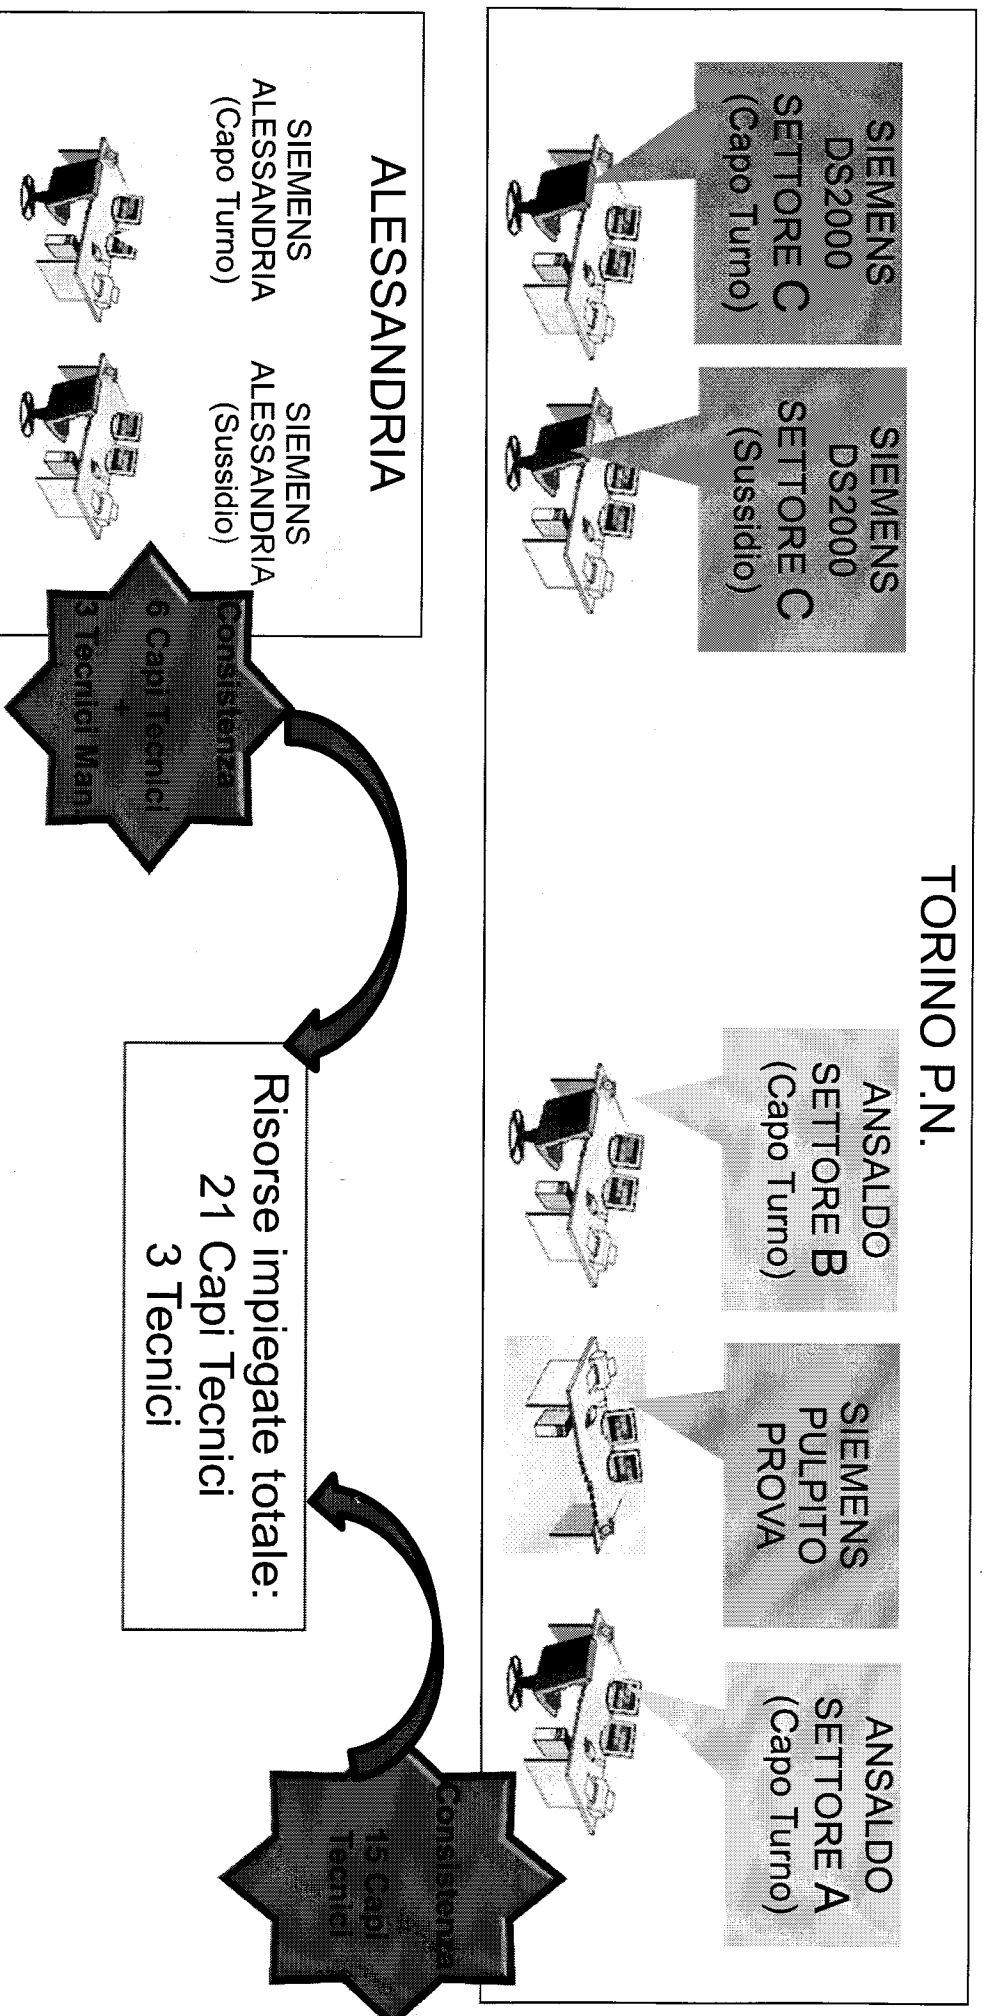 TORINO P.N.
SIEMENS
DS2000
SETTORE C
(Capo Turno)
SIEMENS
DS2000
SETTORE C
(Sussidio)
ANSALDO
SETTORE B
(Capo Turno)
SIEMENS
PULPITO
PROVA
ANSALDO
SETTORE A
(Capo Turno)
ALESSANDRIA
SIEMENS
ALESSANDRIA
(Capo Turno)
SIEMENS
ALESSANDRIA
(Sussidio)
Consistenza
6 Capi Tecnici
+
3 Tecnici Man.
Risorse impiegate totale:
21 Capi Tecnici
3 Tecnici
Consistenza
15 Capi
Tecnici